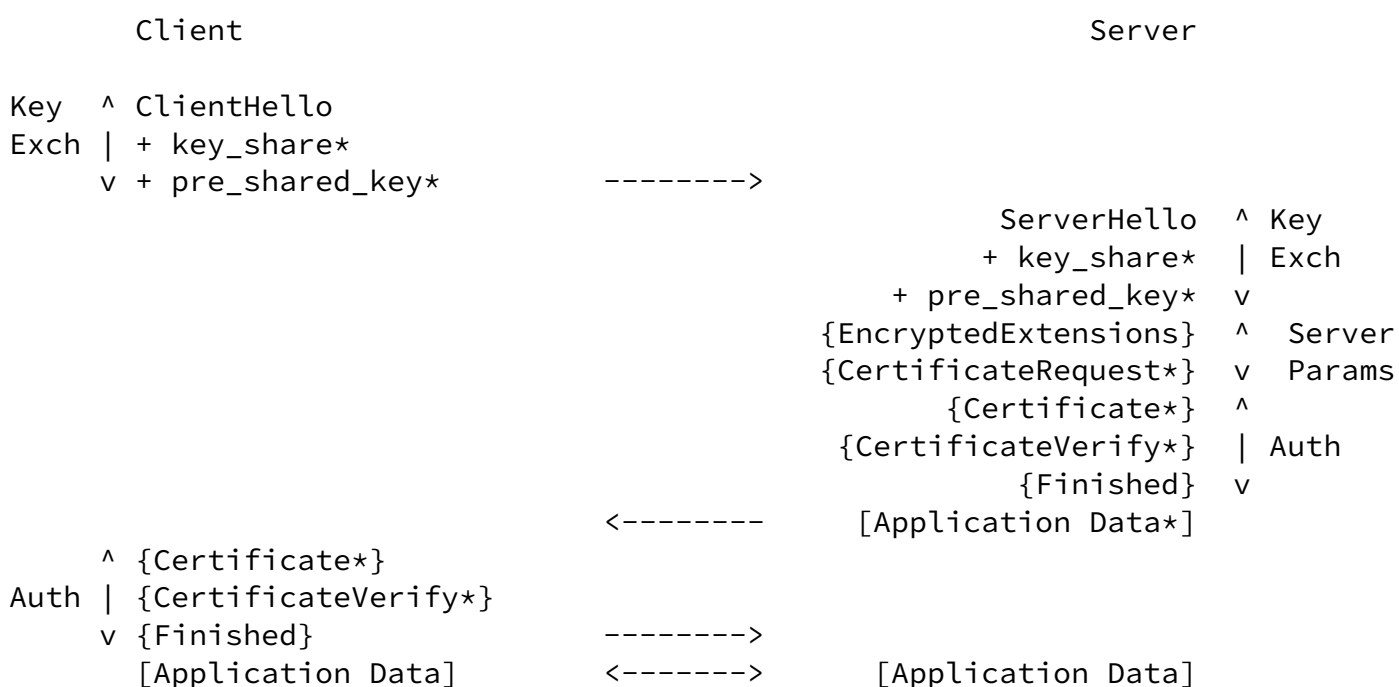 Client                                               Server

Key  ^ ClientHello
Exch | + key_share*
     v + pre_shared_key*         -------->
                                                       ServerHello  ^ Key
                                                      + key_share*  | Exch
                                                 + pre_shared_key*  v
                                             {EncryptedExtensions}  ^  Server
                                             {CertificateRequest*}  v  Params
                                                    {Certificate*}  ^
                                              {CertificateVerify*}  | Auth
                                                        {Finished}  v
                                 <--------     [Application Data*]
     ^ {Certificate*}
Auth | {CertificateVerify*}
     v {Finished}                -------->
       [Application Data]        <------->      [Application Data]